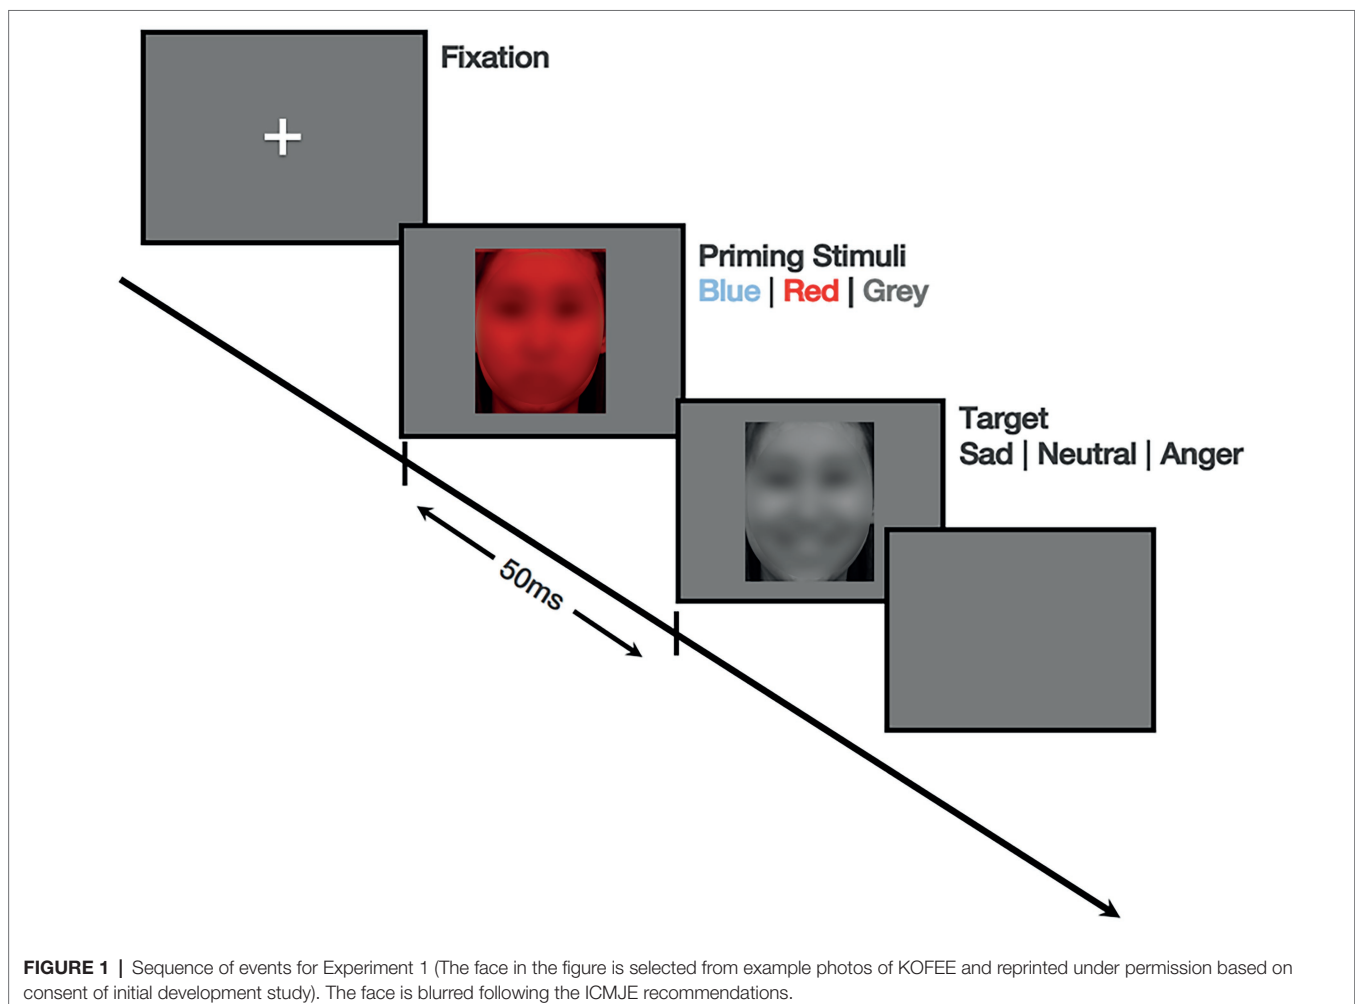 Fixation
Priming Stimuli
Blue | Red | Grey
Target
Sad | Neutral | Anger
50ms
FIGURE 1 | Sequence of events for Experiment 1 (The face in the figure is selected from example photos of KOFEE and reprinted under permission based on
consent of initial development study). The face is blurred following the ICMJE recommendations.